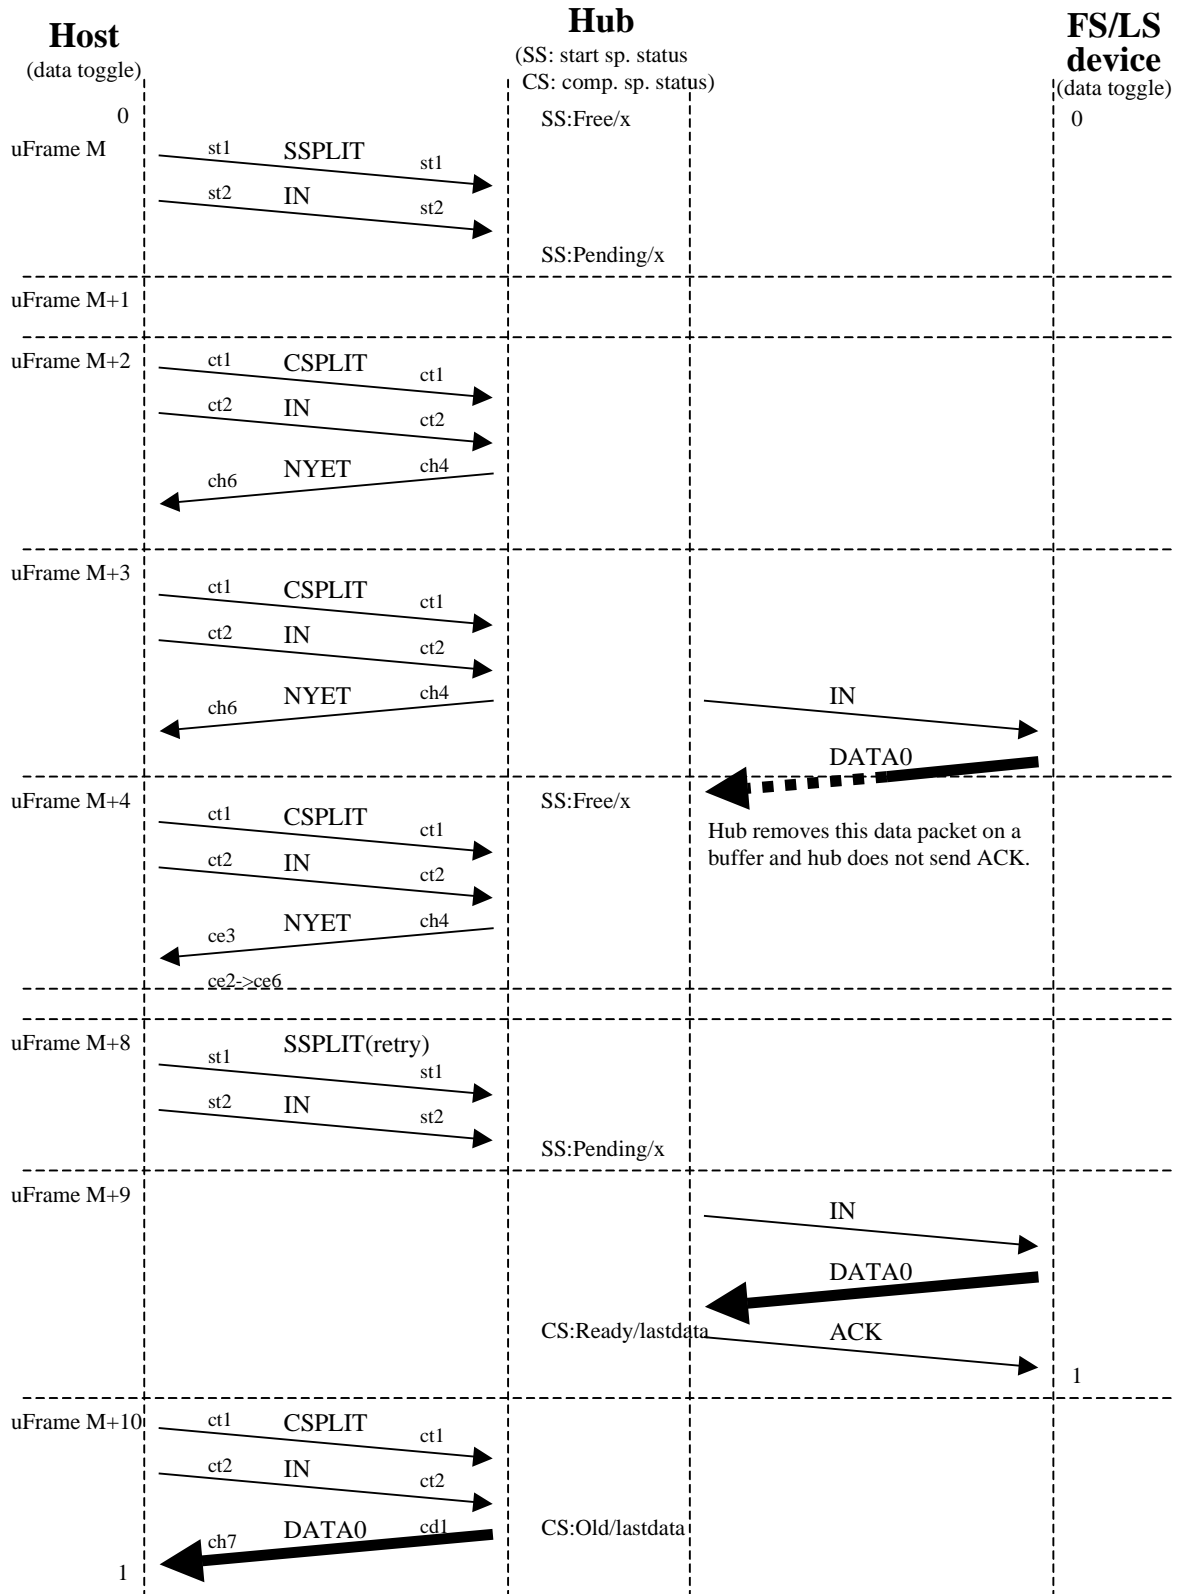 Host
(data toggle)
Hub
(SS: start sp. status
CS: comp. sp. status)
FS/LS
device
(data toggle)
0
SS:Free/x
0
uFrame M
st1 SSPLIT st1
st2 IN st2
SS:Pending/x
uFrame M+1
uFrame M+2
ct1 CSPLIT ct1
ct2 IN ct2
ch6 NYET ch4
uFrame M+3
ct1 CSPLIT ct1
ct2 IN ct2
ch6 NYET ch4
IN
DATA0
uFrame M+4
SS:Free/x
ct1 CSPLIT ct1
Hub removes this data packet on a
buffer and hub does not send ACK.
ct2 IN ct2
ce3 NYET ch4
ce2->ce6
uFrame M+8
st1 SSPLIT(retry) st1
st2 IN st2
SS:Pending/x
uFrame M+9
IN
DATA0
CS:Ready/lastdata
ACK
1
uFrame M+10
ct1 CSPLIT ct1
ct2 IN ct2
ch7 DATA0 cd1
CS:Old/lastdata
1